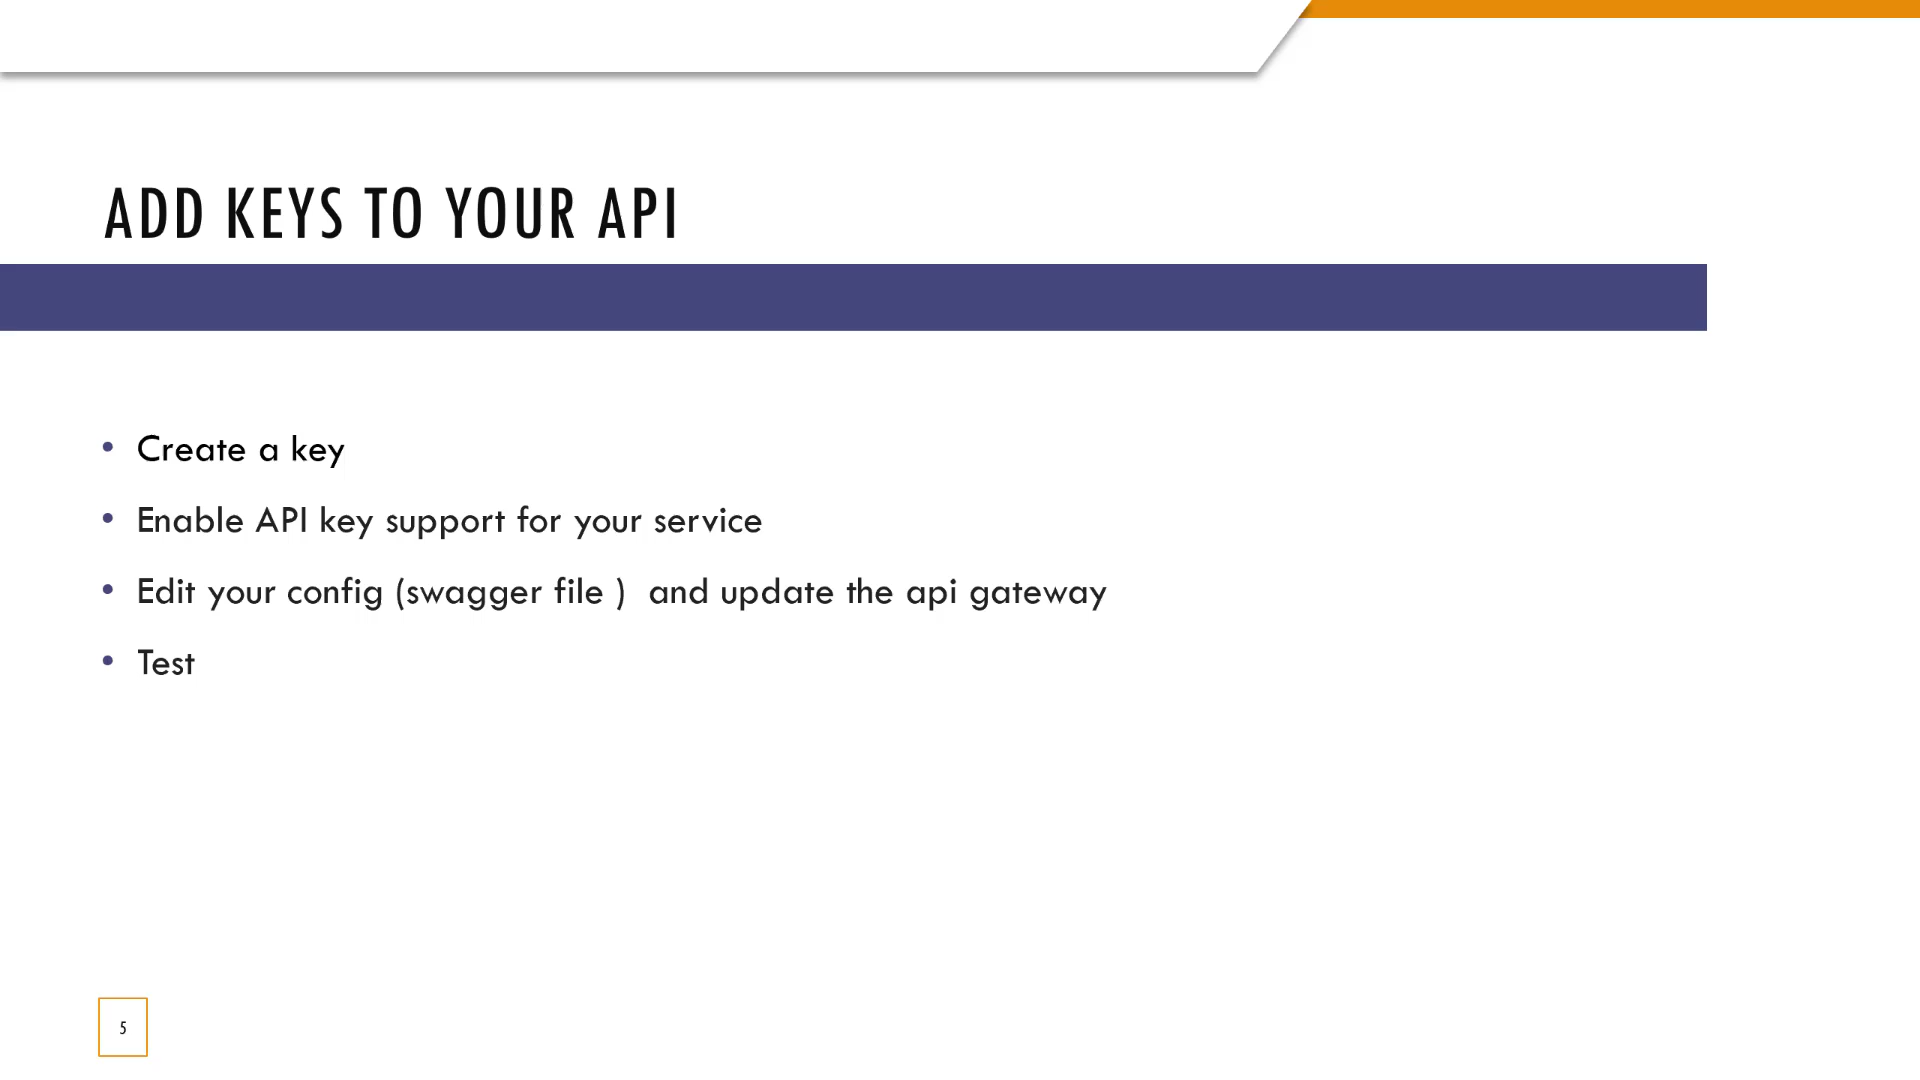 ADD KEYS TO YOUR API
• Create a key
• Enable API key support for your service
• Edit your config (swagger file )  and update the api gateway
• Test
5